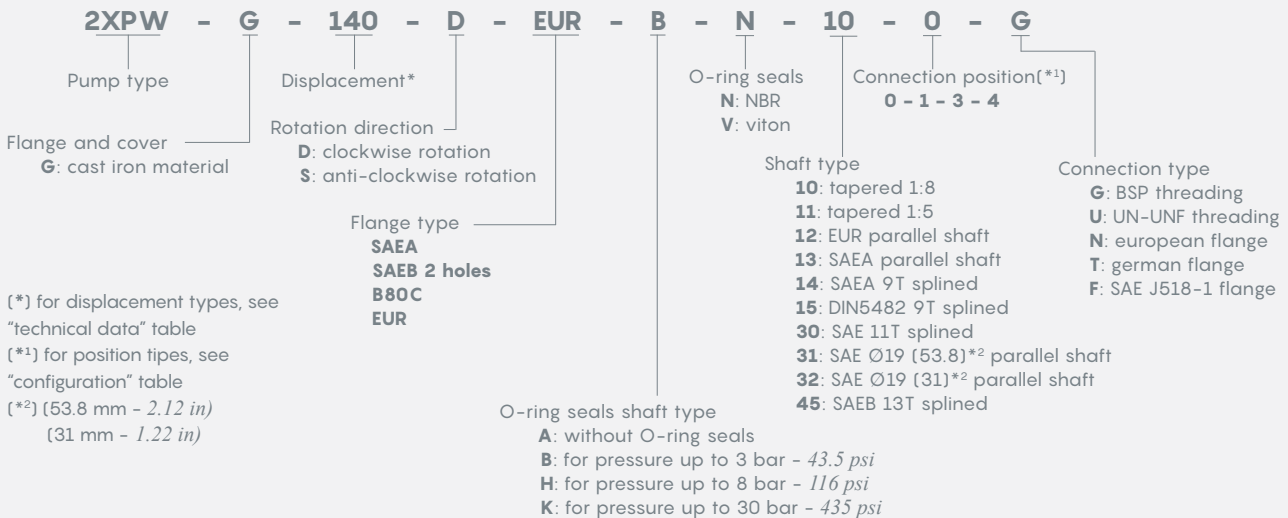 2XPW - G - 140 - D - EUR - B - N - 10 - 0 - G
Pump type
Displacement*
O-ring seals
N: NBR
V: viton
Connection position(*¹)
0 - 1 - 3 - 4
Flange and cover
G: cast iron material
Rotation direction
D: clockwise rotation
S: anti-clockwise rotation
Flange type
SAEA
SAEB 2 holes
B80C
EUR
Shaft type
10: tapered 1:8
11: tapered 1:5
12: EUR parallel shaft
13: SAEA parallel shaft
14: SAEA 9T splined
15: DIN5482 9T splined
30: SAE 11T splined
31: SAE Ø19 (53.8)*² parallel shaft
32: SAE Ø19 (31)*² parallel shaft
45: SAEB 13T splined
Connection type
G: BSP threading
U: UN-UNF threading
N: european flange
T: german flange
F: SAE J518-1 flange
(*) for displacement types, see
"technical data" table
(*¹) for position tipes, see
"configuration" table
(*²) (53.8 mm - 2.12 in)
(31 mm - 1.22 in)
O-ring seals shaft type
A: without O-ring seals
B: for pressure up to 3 bar - 43.5 psi
H: for pressure up to 8 bar - 116 psi
K: for pressure up to 30 bar - 435 psi